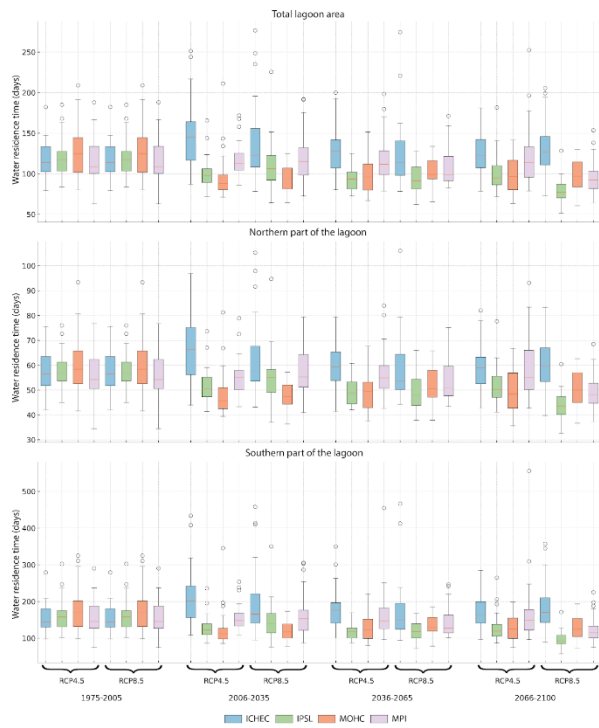 Total lagoon area
Water residence time (days)
250
200
150
100
50
Northern part of the lagoon
Water residence time (days)
100
90
80
70
60
50
40
30
Southern part of the lagoon
Water residence time (days)
500
400
300
200
100
RCP4.5 RCP8.5 RCP4.5 RCP8.5 RCP4.5 RCP8.5 RCP4.5 RCP8.5
1975-2005 2006-2035 2036-2065 2066-2100
ICHEC IPSL MOHC MPI